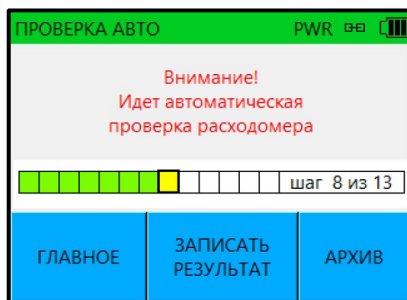 ПРОВЕРКА АВТО PWR
Внимание!
Идет автоматическая
проверка расходомера
шаг 8 из 13
ГЛАВНОЕ
ЗАПИСАТЬ
РЕЗУЛЬТАТ
АРХИВ